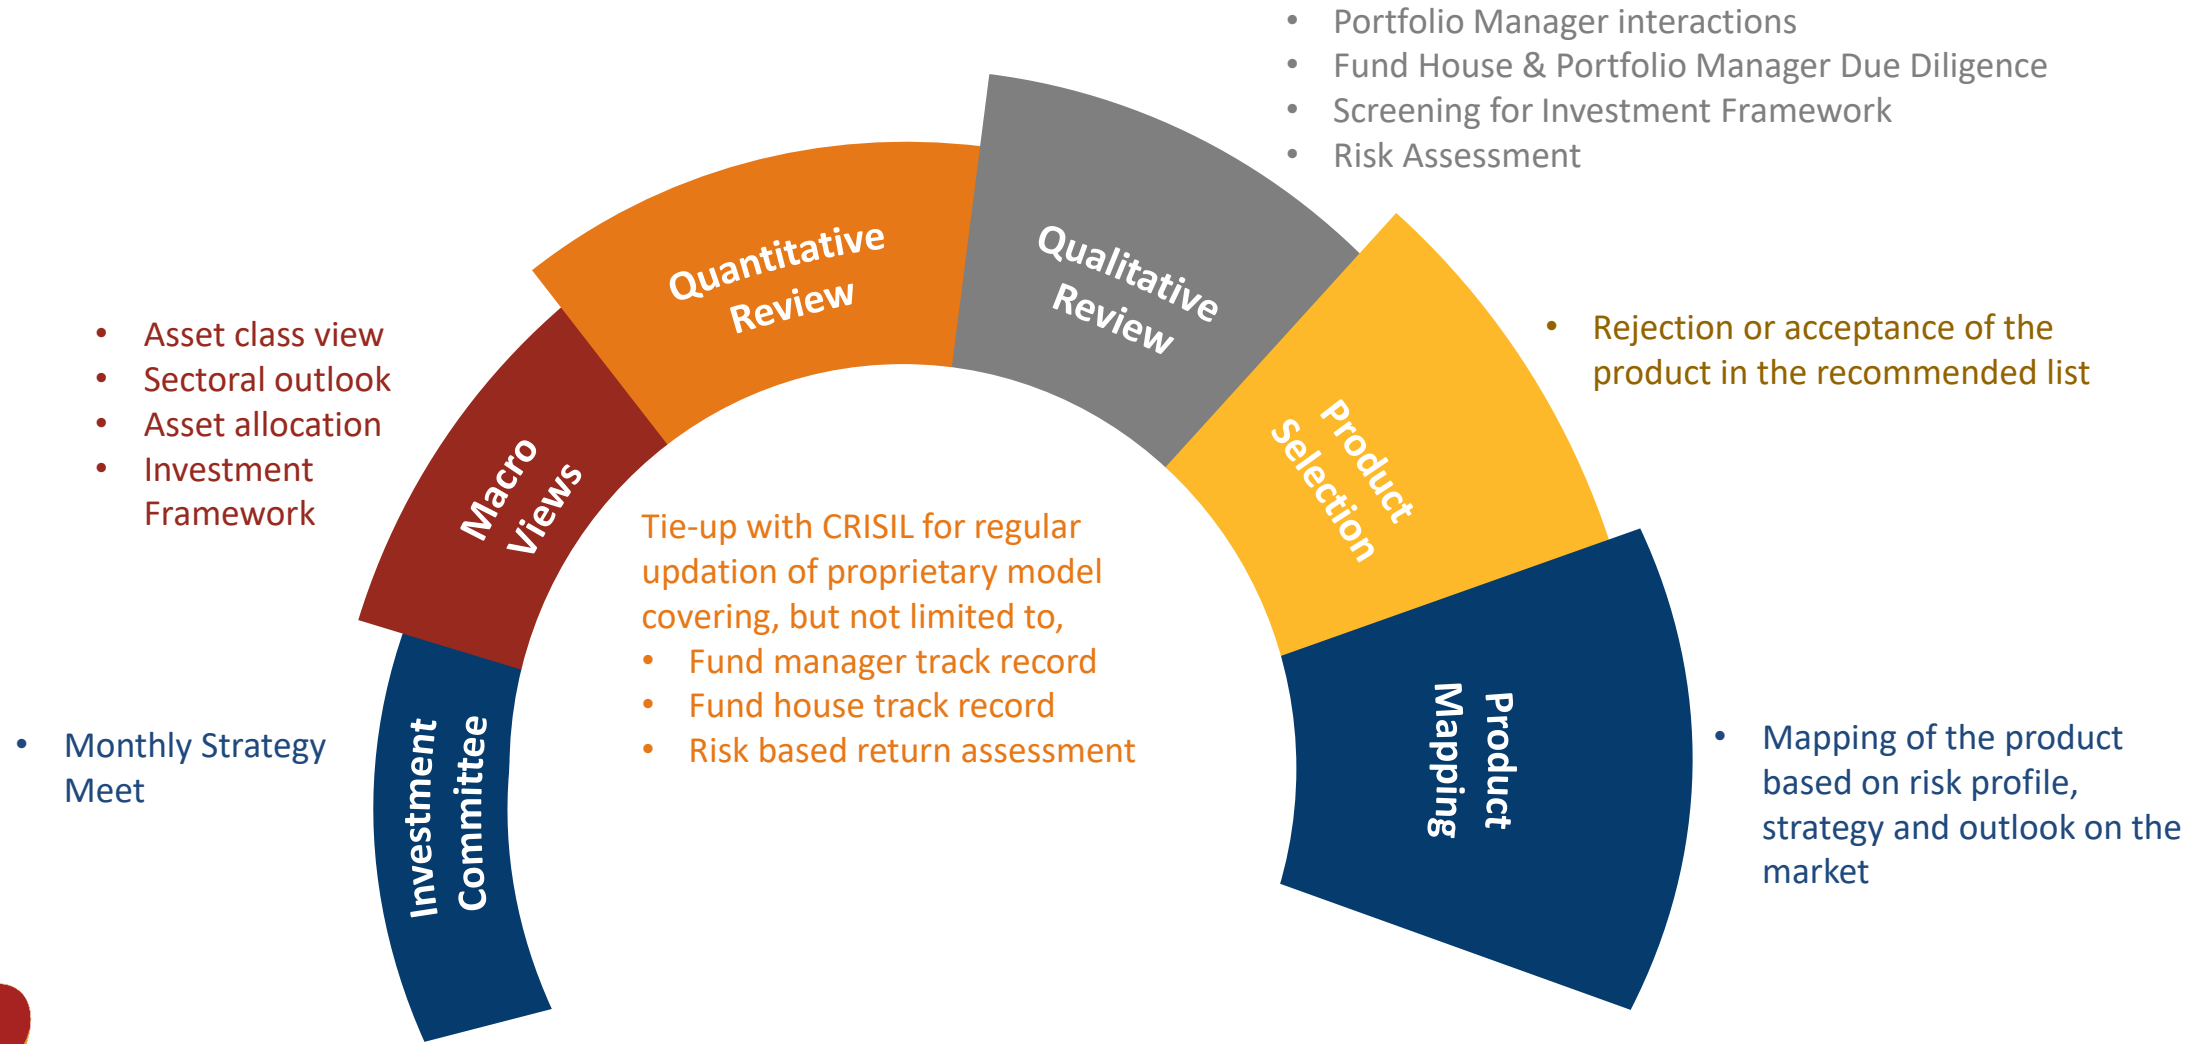 • Portfolio Manager interactions
• Fund House & Portfolio Manager Due Diligence
• Screening for Investment Framework
• Risk Assessment
Quantitative
Review
Qualitative
Review
• Asset class view
• Sectoral outlook
• Asset allocation
• Investment
Framework
Macro
Views
Product
Selection
• Rejection or acceptance of the
product in the recommended list
Tie-up with CRISIL for regular
updation of proprietary model
covering, but not limited to,
• Fund manager track record
• Fund house track record
• Risk based return assessment
• Monthly Strategy
Meet
Investment
Committee
Product
Mapping
• Mapping of the product
based on risk profile,
strategy and outlook on the
market